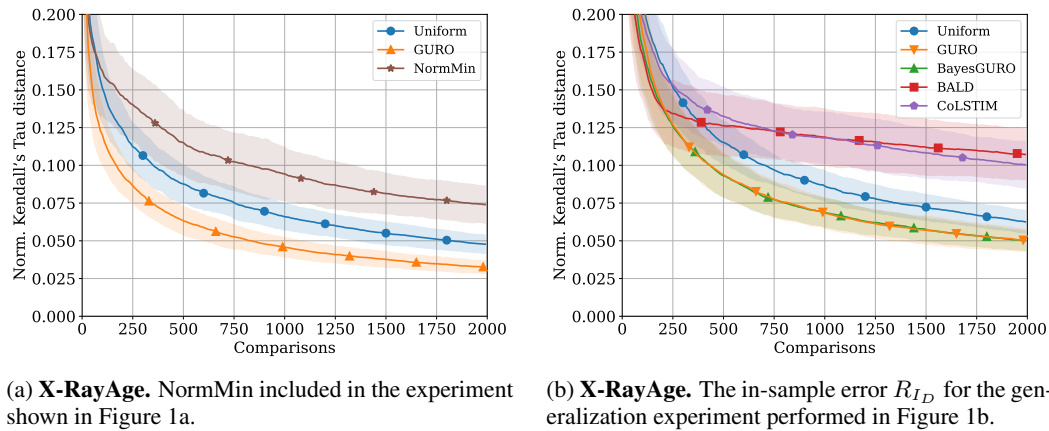 0.200
0.175
0.150
0.125
0.100
0.075
0.050
0.025
0.000
Norm. Kendall's Tau distance
0 250 500 750 1000 1250 1500 1750 2000
Comparisons
Uniform
GURO
NormMin
0.200
0.175
0.150
0.125
0.100
0.075
0.050
0.025
0.000
Norm. Kendall's Tau distance
0 250 500 750 1000 1250 1500 1750 2000
Comparisons
Uniform
GURO
BayesGURO
BALD
CoLSTIM
(a) X-RayAge. NormMin included in the experiment
shown in Figure 1a.
(b) X-RayAge. The in-sample error R_{I_D} for the gen-
eralization experiment performed in Figure 1b.